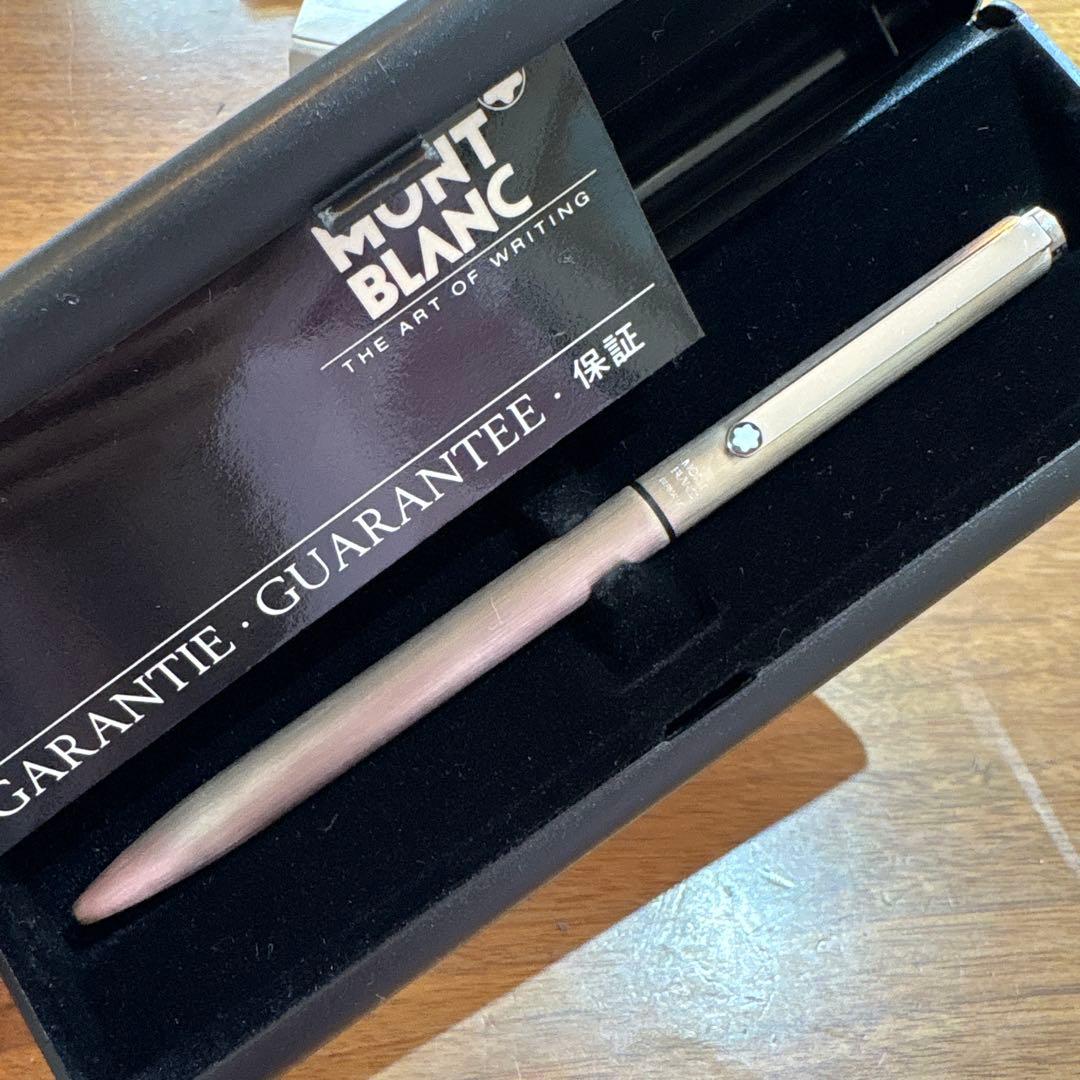 MONT
BLANC
THE ART OF WRITING
GARANTIE · GUARANTEE · 保証